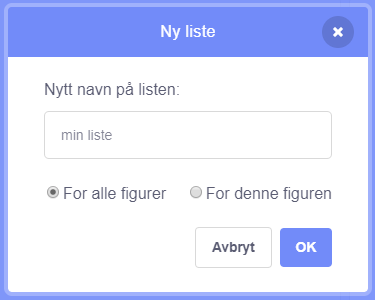 Ny liste
Nytt navn på listen:
min liste
For alle figurer For denne figuren
Avbryt OK